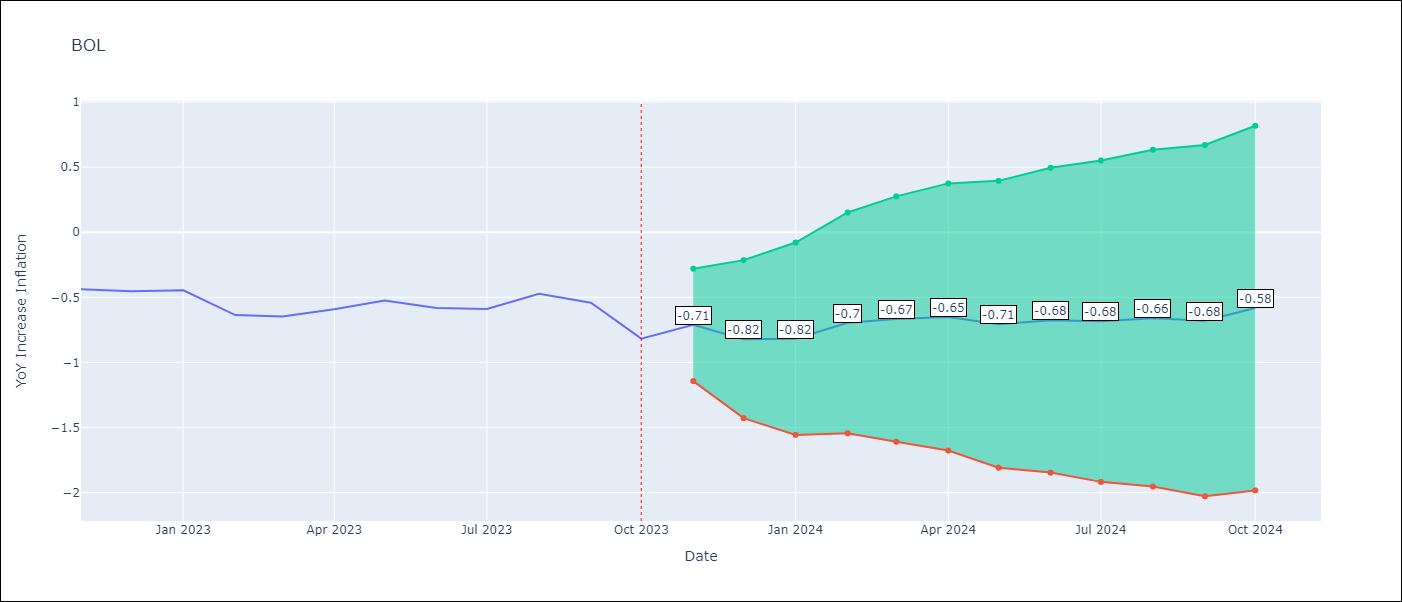 BOL
YoY Increase Inflation
1
0.5
0
−0.5
−1
−1.5
−2
-0.71
-0.82
-0.82
-0.7
-0.67
-0.65
-0.71
-0.68
-0.68
-0.66
-0.68
-0.58
Jan 2023
Apr 2023
Jul 2023
Oct 2023
Jan 2024
Apr 2024
Jul 2024
Oct 2024
Date